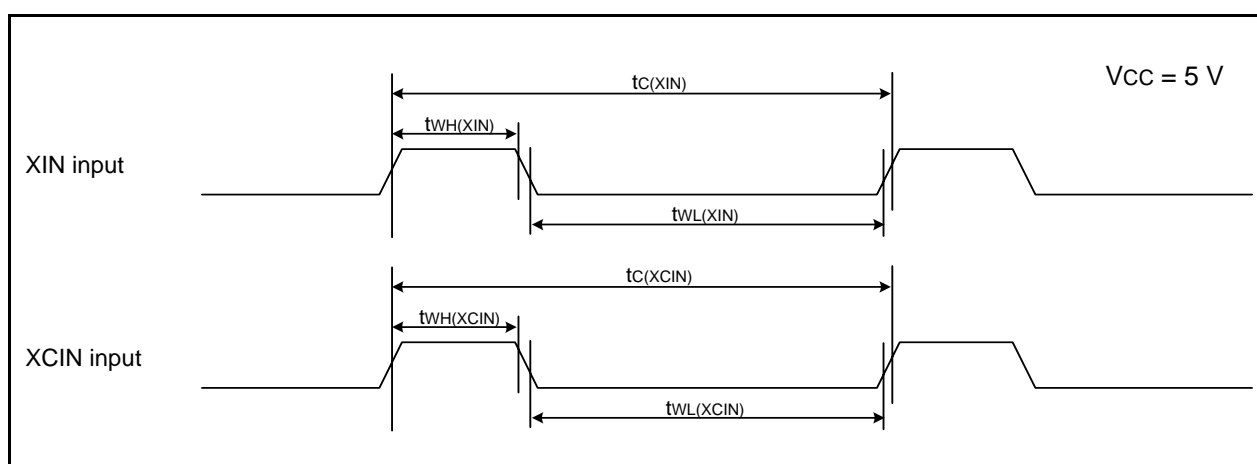 VCC = 5 V
tC(XIN)
tWH(XIN)
XIN input
tWL(XIN)
tC(XCIN)
tWH(XCIN)
XCIN input
tWL(XCIN)